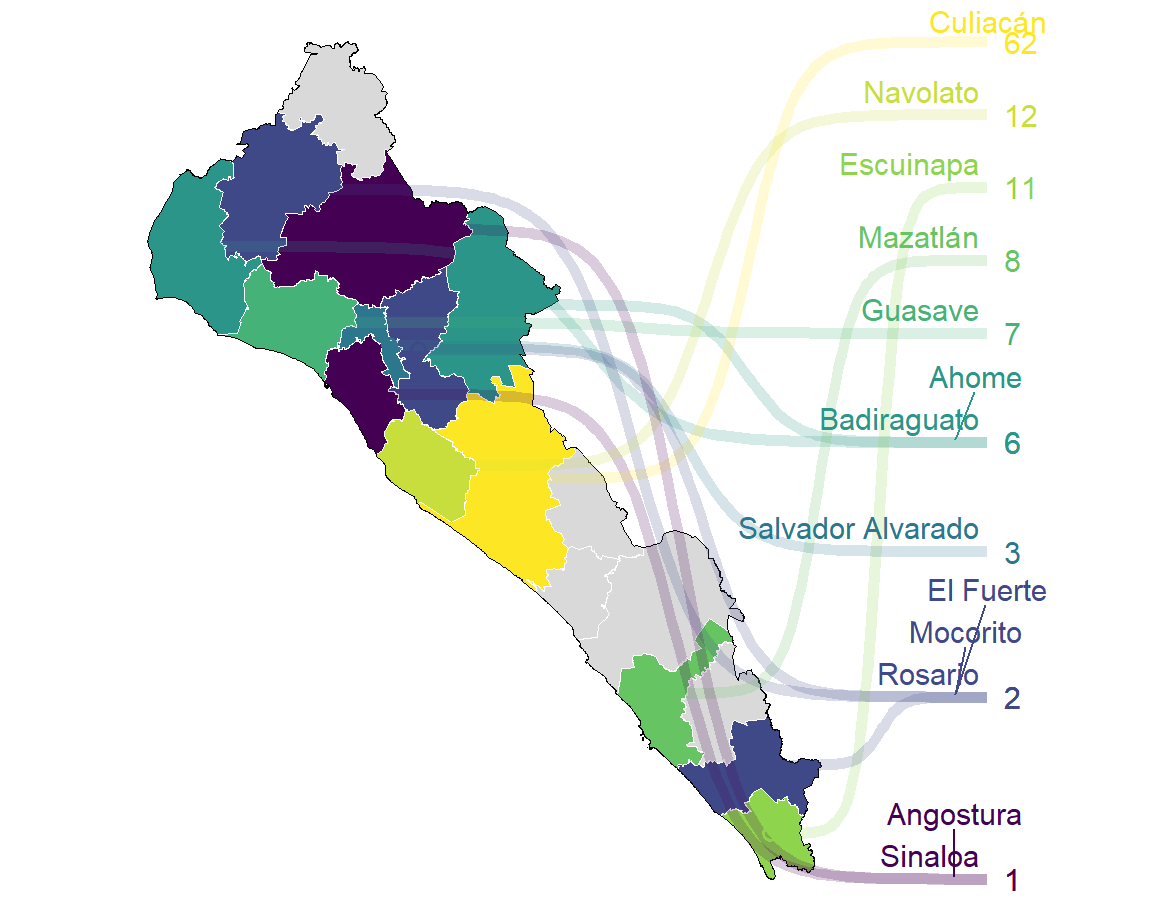 Culiacán
62
Navolato
12
Escuinapa
11
Mazatlán
8
Guasave
7
Ahome
Badiraguato
6
Salvador Alvarado
3
El Fuerte
Mocorito
Rosario
2
Angostura
Sinaloa
1